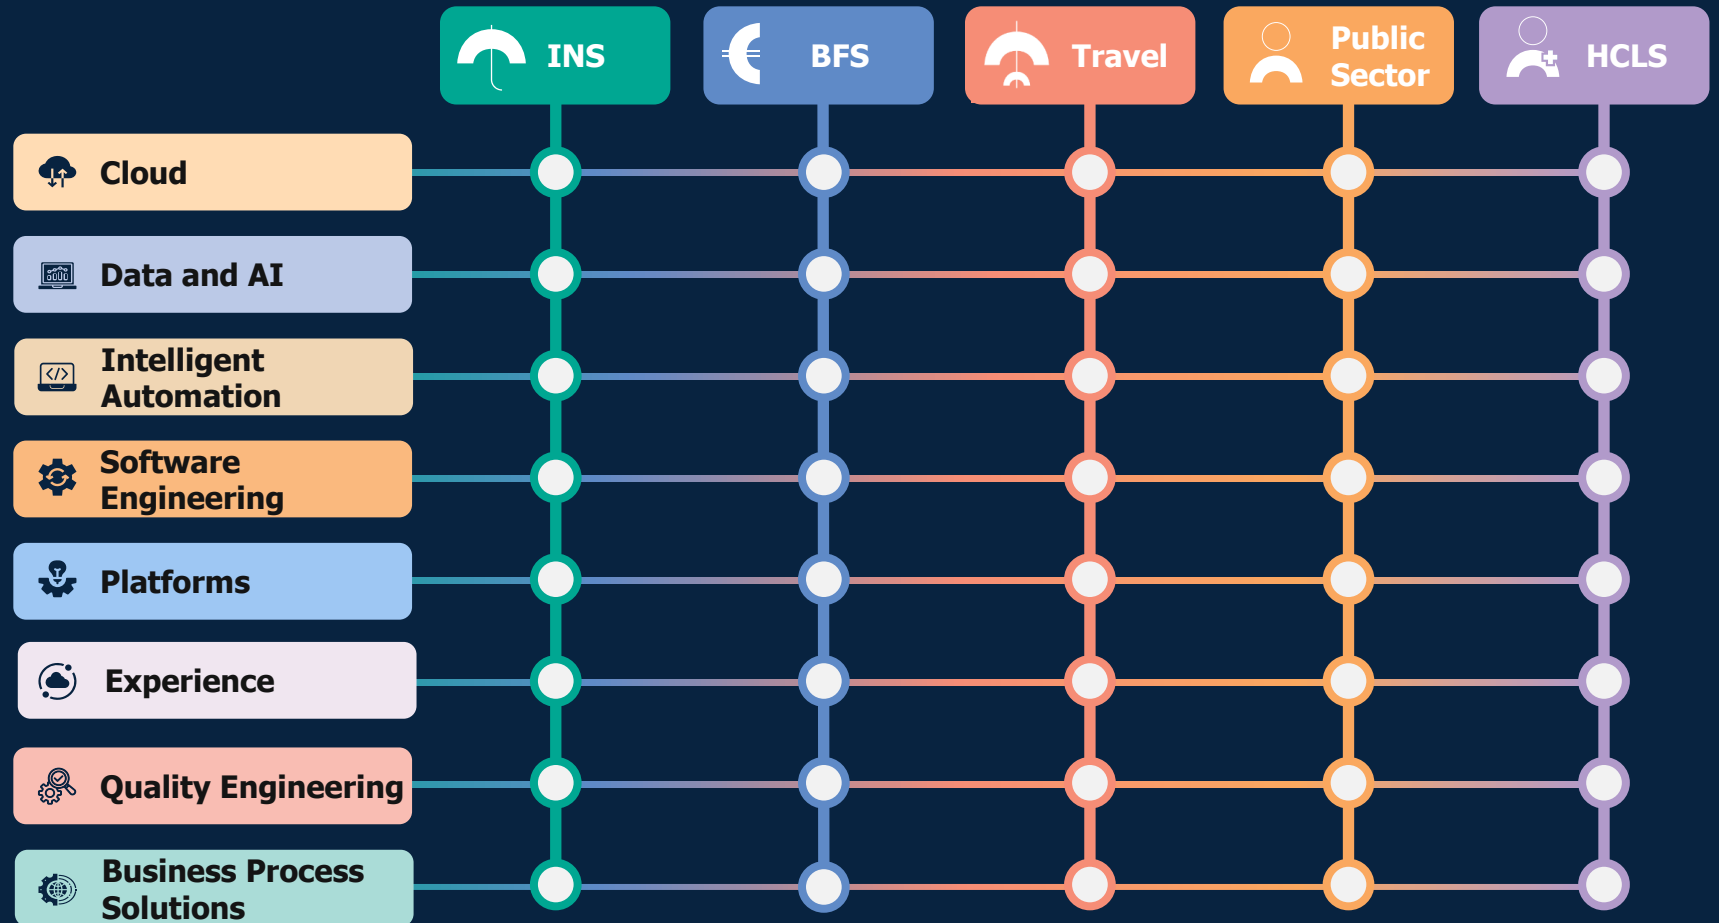 INS
BFS
Travel
Public
Sector
HCLS
Cloud
Data and AI
Intelligent
Automation
Software
Engineering
Platforms
Experience
Quality Engineering
Business Process
Solutions